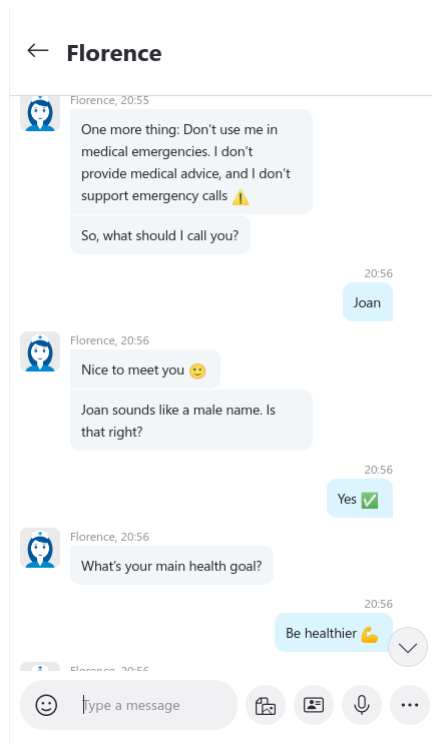 Florence
Florence, 20:55
One more thing: Don't use me in
medical emergencies. I don't
provide medical advice, and I don't
support emergency calls ⚠️
So, what should I call you?
20:56
Joan
Florence, 20:56
Nice to meet you 🙂
Joan sounds like a male name. Is
that right?
20:56
Yes ✅
Florence, 20:56
What's your main health goal?
20:56
Be healthier 💪
Florence, 20:56
Type a message